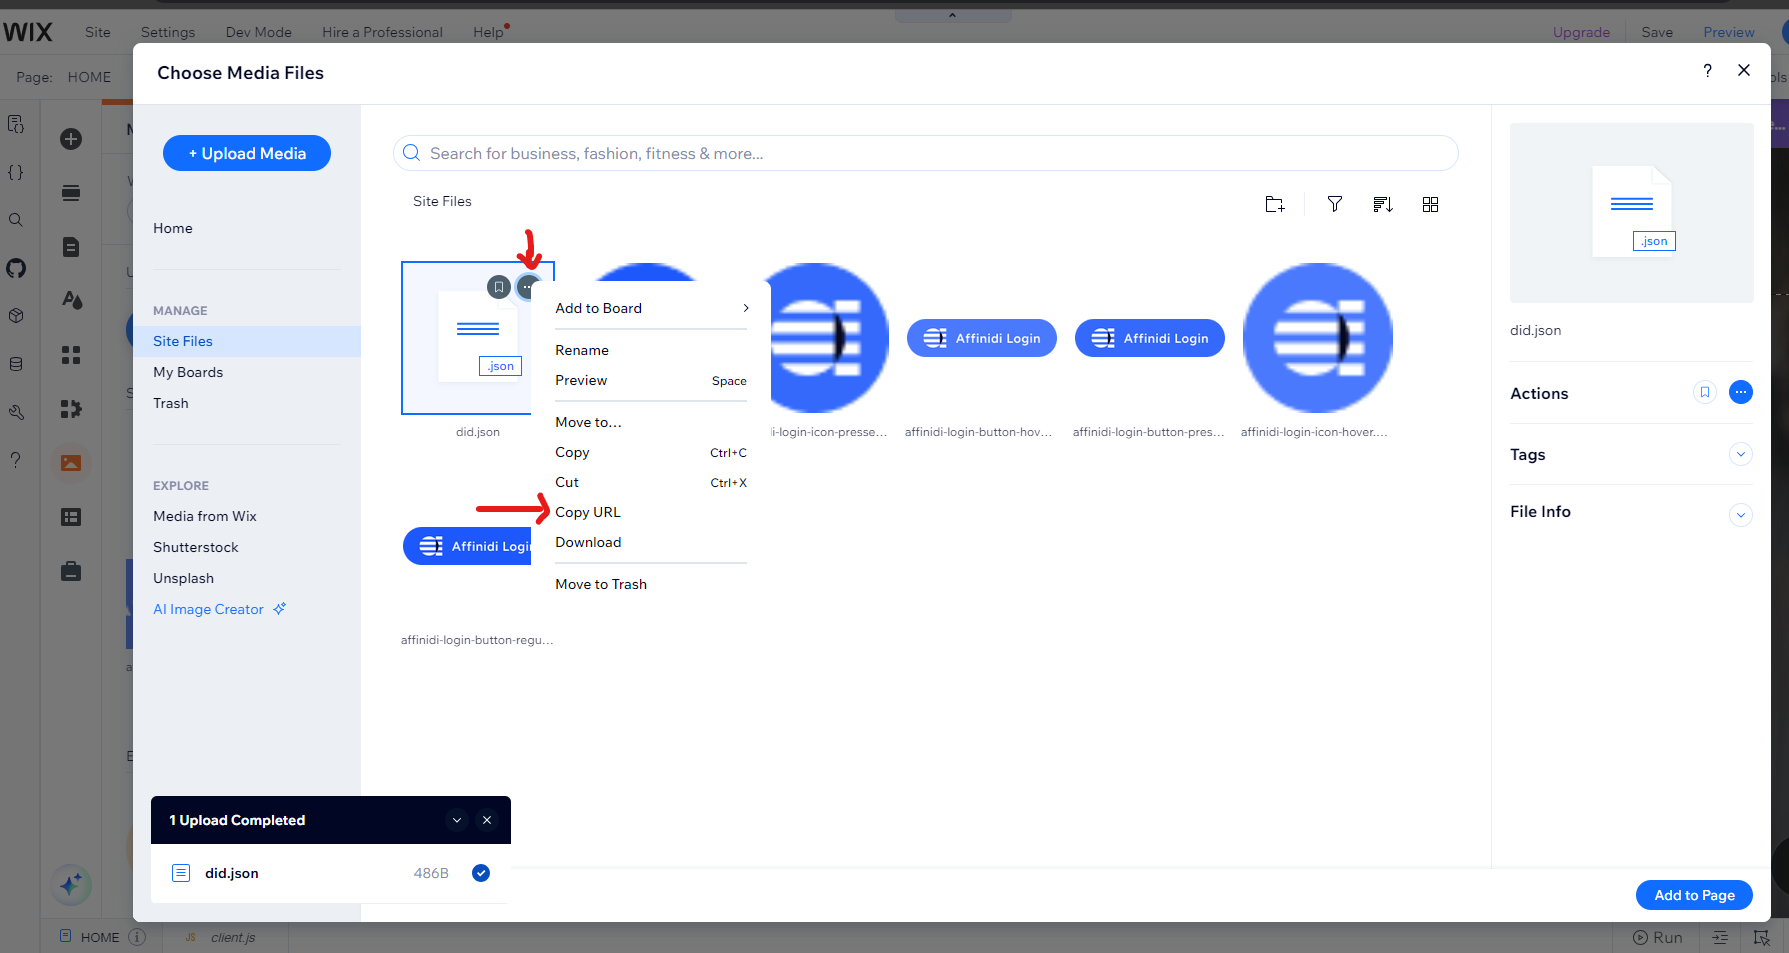 WIX
Site
Settings
Dev Mode
Hire a Professional
Help
Upgrade
Save
Preview
Page:
HOME
Choose Media Files
?
+ Upload Media
Search for business, fashion, fitness & more...
Site Files
Home
MANAGE
Site Files
My Boards
Trash
EXPLORE
Media from Wix
Shutterstock
Unsplash
AI Image Creator
.json
did.json
Add to Board
Rename
Preview Space
Move to...
Copy Ctrl+C
Cut Ctrl+X
Copy URL
Download
Move to Trash
i-login-icon-presse...
Affinidi Login
affinidi-login-button-hov...
Affinidi Login
affinidi-login-button-pres...
affinidi-login-icon-hover....
Affinidi Logi
affinidi-login-button-regu...
.json
did.json
Actions
Tags
File Info
1 Upload Completed
did.json 486B
Add to Page
HOME
JS client.js
Run